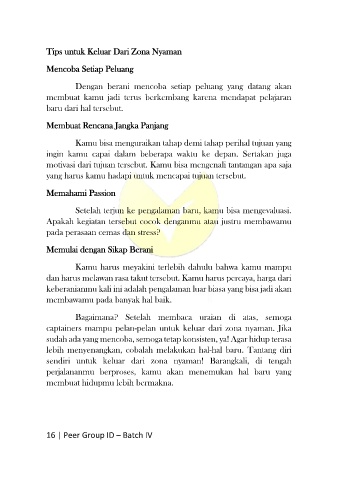 Tips untuk Keluar Dari Zona Nyaman
Mencoba Setiap Peluang
Dengan berani mencoba setiap peluang yang datang akan
membuat kamu jadi terus berkembang karena mendapat pelajaran
baru dari hal tersebut.
Membuat Rencana Jangka Panjang
Kamu bisa menguraikan tahap demi tahap perihal tujuan yang
ingin kamu capai dalam beberapa waktu ke depan. Sertakan juga
motivasi dari tujuan tersebut. Kamu bisa mengenali tantangan apa saja
yang harus kamu hadapi untuk mencapai tujuan tersebut.
Memahami Passion
Setelah terjun ke pengalaman baru, kamu bisa mengevaluasi.
Apakah kegiatan tersebut cocok denganmu atau justru membawamu
pada perasaan cemas dan stress?
Memulai dengan Sikap Berani
Kamu harus meyakini terlebih dahulu bahwa kamu mampu
dan harus melawan rasa takut tersebut. Kamu harus percaya, harga dari
keberanianmu kali ini adalah pengalaman luar biasa yang bisa jadi akan
membawamu pada banyak hal baik.
Bagaimana? Setelah membaca uraian di atas, semoga
captainers mampu pelan-pelan untuk keluar dari zona nyaman. Jika
sudah ada yang mencoba, semoga tetap konsisten, ya! Agar hidup terasa
lebih menyenangkan, cobalah melakukan hal-hal baru. Tantang diri
sendiri untuk keluar dari zona nyaman! Barangkali, di tengah
perjalananmu berproses, kamu akan menemukan hal baru yang
membuat hidupmu lebih bermakna.
16 | Peer Group ID – Batch IV